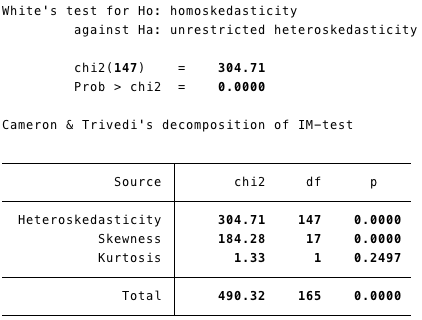 White's test for Ho: homoskedasticity
against Ha: unrestricted heteroskedasticity
chi2(147) = 304.71
Prob > chi2 = 0.0000
Cameron & Trivedi's decomposition of IM-test
Source chi2 df p
Heteroskedasticity 304.71 147 0.0000
Skewness 184.28 17 0.0000
Kurtosis 1.33 1 0.2497
Total 490.32 165 0.0000